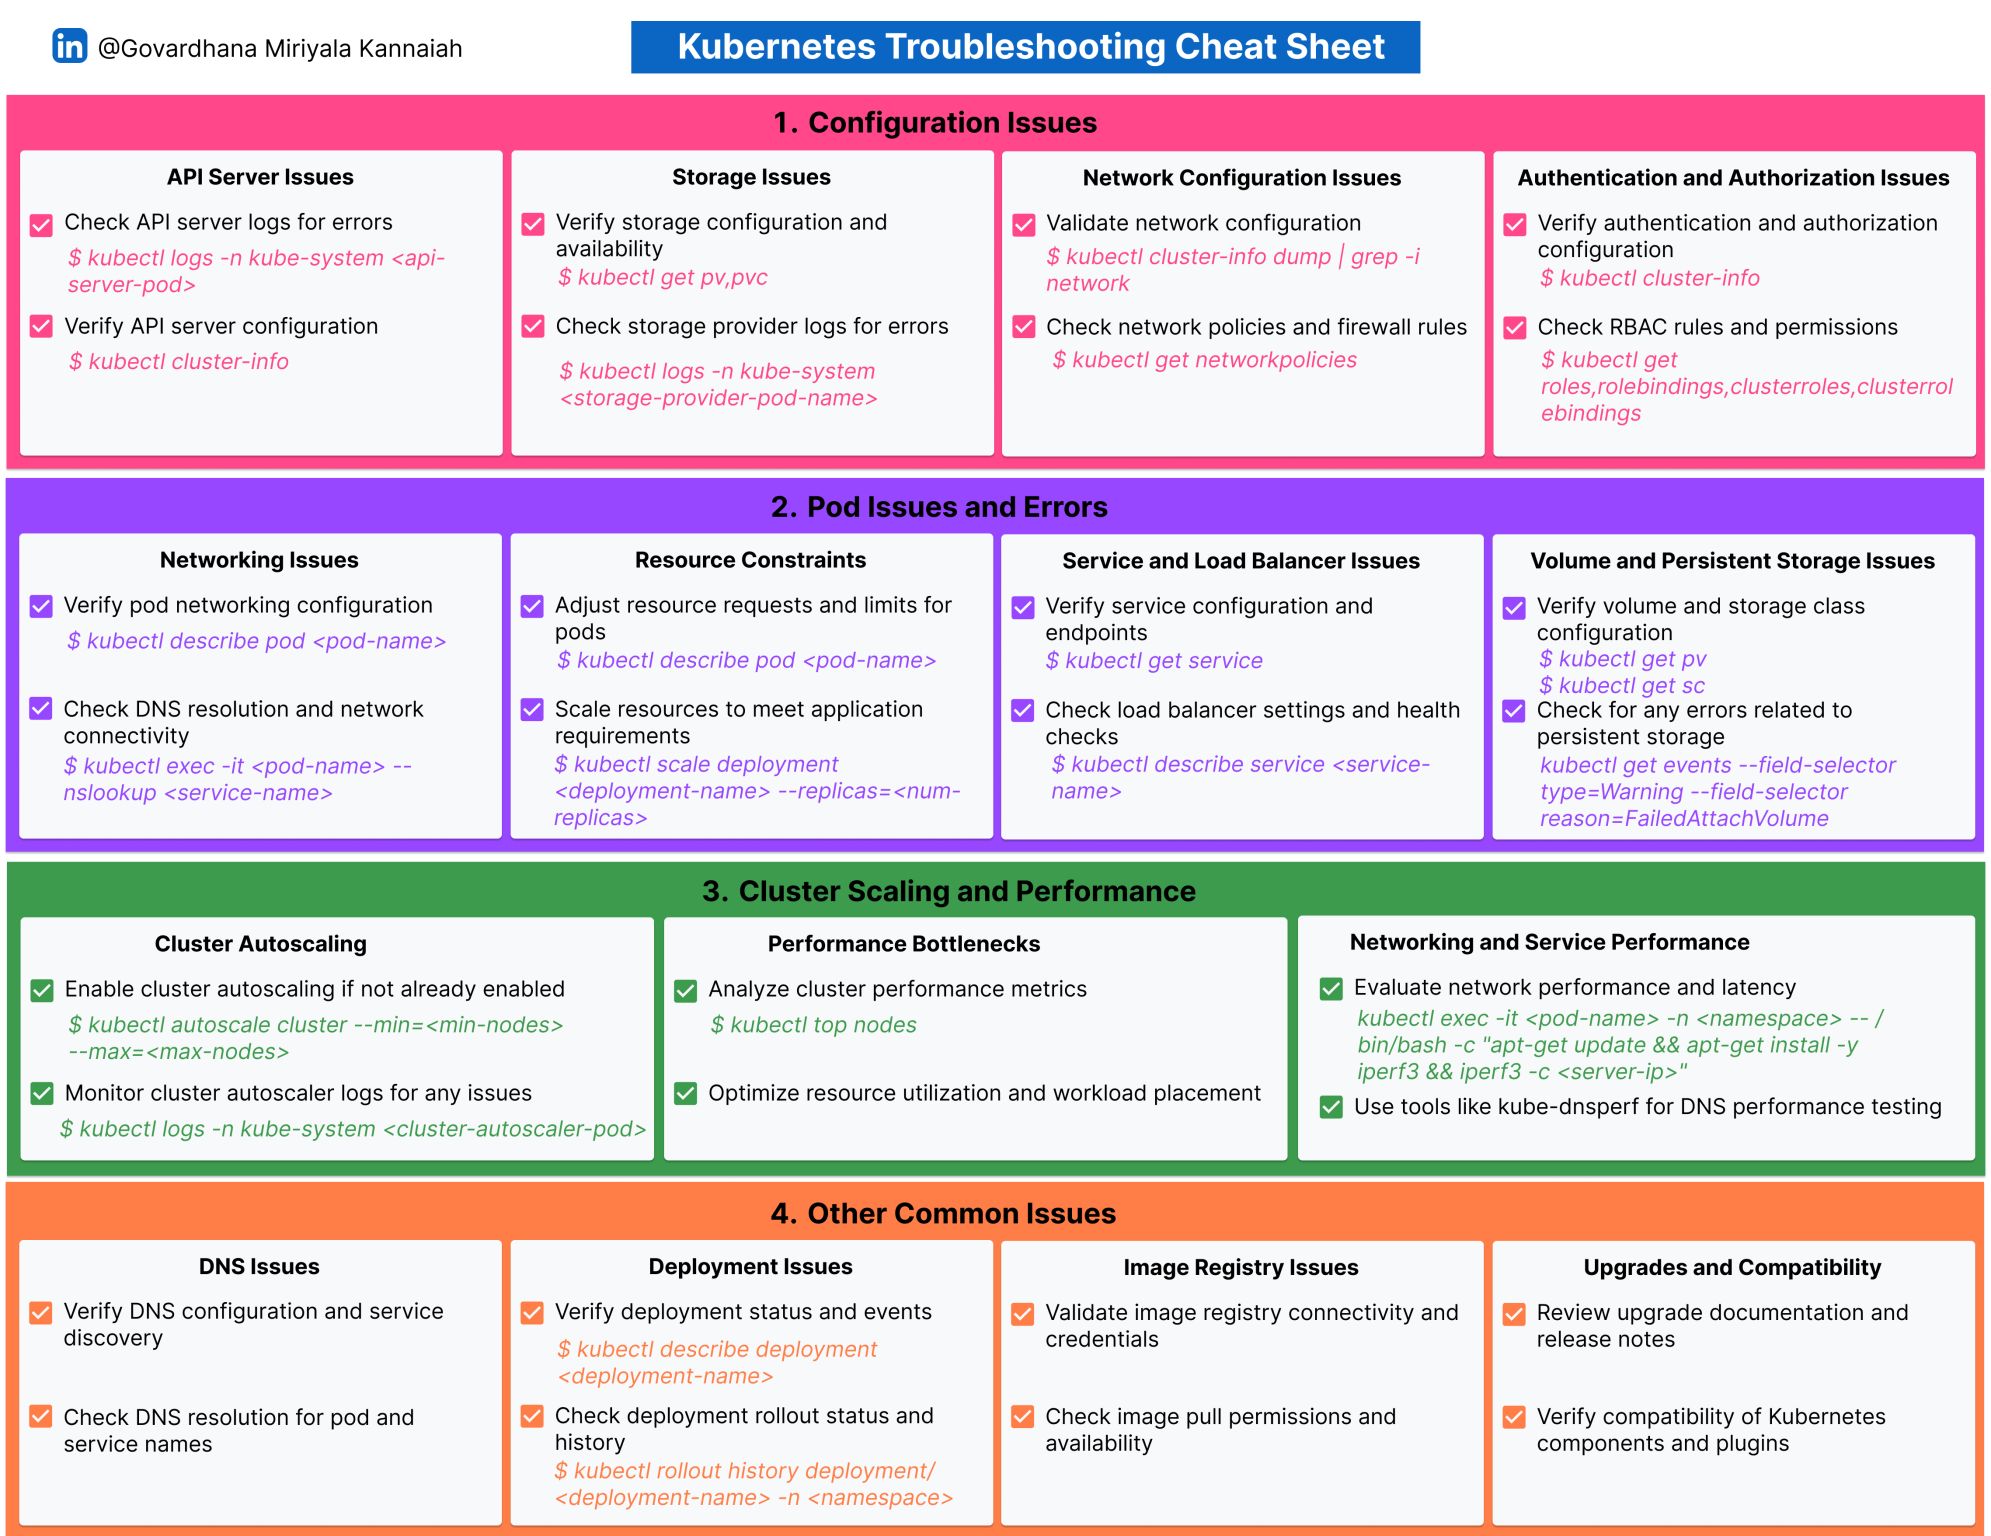 in @Govardhana Miriyala Kannaiah
Kubernetes Troubleshooting Cheat Sheet
1. Configuration Issues
API Server Issues
Check API server logs for errors
$ kubectl logs -n kube-system <api-
server-pod>
Verify API server configuration
$ kubectl cluster-info
Storage Issues
Verify storage configuration and
availability
$ kubectl get pv,pvc
Check storage provider logs for errors
$ kubectl logs -n kube-system
<storage-provider-pod-name>
Network Configuration Issues
Validate network configuration
$ kubectl cluster-info dump | grep -i
network
Check network policies and firewall rules
$ kubectl get networkpolicies
Authentication and Authorization Issues
Verify authentication and authorization
configuration
$ kubectl cluster-info
Check RBAC rules and permissions
$ kubectl get
roles,rolebindings,clusterroles,clusterrol
ebindings
2. Pod Issues and Errors
Networking Issues
Verify pod networking configuration
$ kubectl describe pod <pod-name>
Check DNS resolution and network
connectivity
$ kubectl exec -it <pod-name> --
nslookup <service-name>
Resource Constraints
Adjust resource requests and limits for
pods
$ kubectl describe pod <pod-name>
Scale resources to meet application
requirements
$ kubectl scale deployment
<deployment-name> --replicas=<num-
replicas>
Service and Load Balancer Issues
Verify service configuration and
endpoints
$ kubectl get service
Check load balancer settings and health
checks
$ kubectl describe service <service-
name>
Volume and Persistent Storage Issues
Verify volume and storage class
configuration
$ kubectl get pv
$ kubectl get sc
Check for any errors related to
persistent storage
kubectl get events --field-selector
type=Warning --field-selector
reason=FailedAttachVolume
3. Cluster Scaling and Performance
Cluster Autoscaling
Enable cluster autoscaling if not already enabled
$ kubectl autoscale cluster --min=<min-nodes>
--max=<max-nodes>
Monitor cluster autoscaler logs for any issues
$ kubectl logs -n kube-system <cluster-autoscaler-pod>
Performance Bottlenecks
Analyze cluster performance metrics
$ kubectl top nodes
Optimize resource utilization and workload placement
Networking and Service Performance
Evaluate network performance and latency
kubectl exec -it <pod-name> -n <namespace> -- /
bin/bash -c "apt-get update && apt-get install -y
iperf3 && iperf3 -c <server-ip>"
Use tools like kube-dnsperf for DNS performance testing
4. Other Common Issues
DNS Issues
Verify DNS configuration and service
discovery
Check DNS resolution for pod and
service names
Deployment Issues
Verify deployment status and events
$ kubectl describe deployment
<deployment-name>
Check deployment rollout status and
history
$ kubectl rollout history deployment/
<deployment-name> -n <namespace>
Image Registry Issues
Validate image registry connectivity and
credentials
Check image pull permissions and
availability
Upgrades and Compatibility
Review upgrade documentation and
release notes
Verify compatibility of Kubernetes
components and plugins